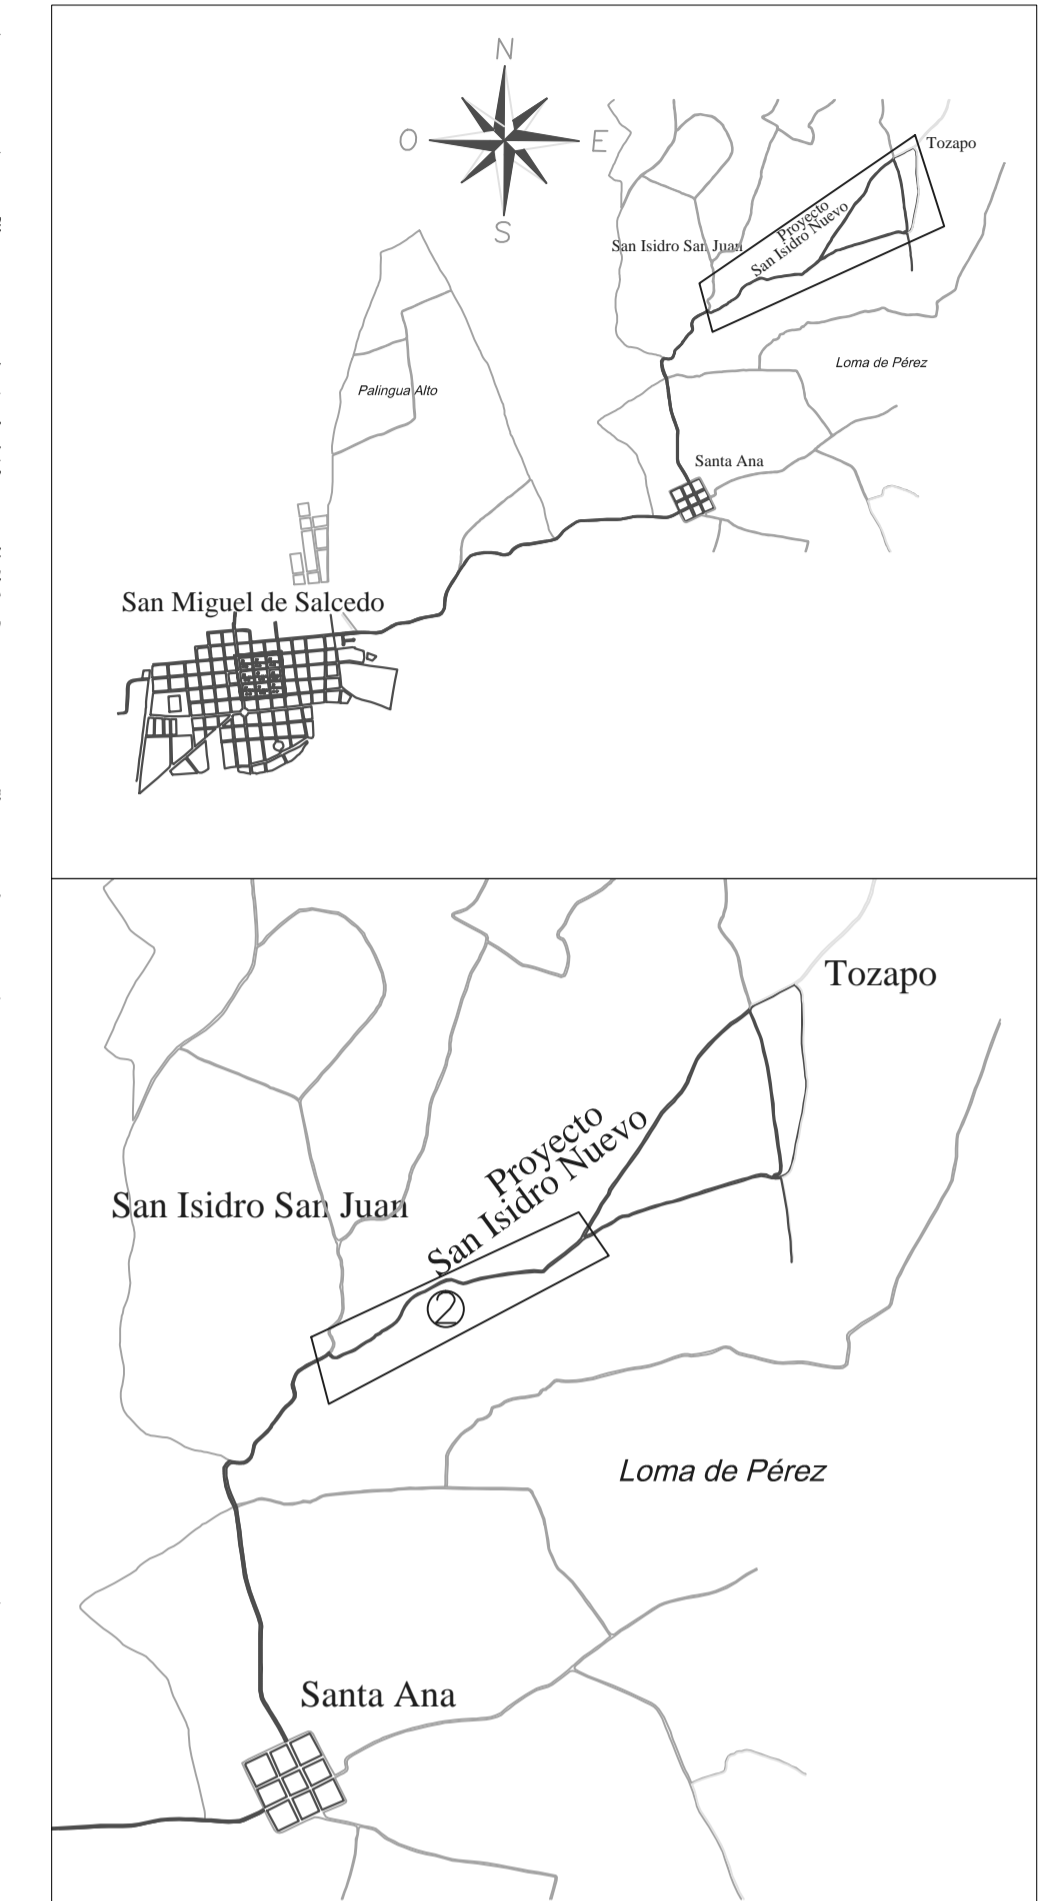 N
O
E
S
Tozapo
Proyecto
San Isidro Nuevo
San Isidro San Juan
Loma de Pérez
Palingua Alto
Santa Ana
San Miguel de Salcedo
Tozapo
Proyecto
San Isidro Nuevo
San Isidro San Juan
2
Loma de Pérez
Santa Ana